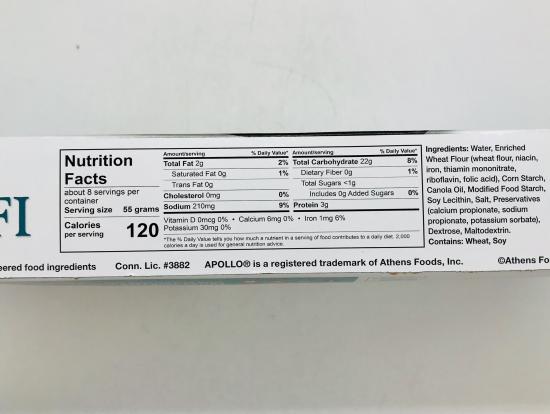 FI
Nutrition
Facts
about 8 servings per
container
Serving size 55 grams
Calories
per serving 120
Amount/serving % Daily Value*
Total Fat 2g 2%
Saturated Fat 0g 1%
Trans Fat 0g
Cholesterol 0mg 0%
Sodium 210mg 9%
Amount/serving % Daily Value*
Total Carbohydrate 22g 8%
Dietary Fiber 0g 1%
Total Sugars <1g
Includes 0g Added Sugars 0%
Protein 3g
Vitamin D 0mcg 0% • Calcium 6mg 0% • Iron 1mg 6%
Potassium 30mg 0%
*The % Daily Value tells you how much a nutrient in a serving of food contributes to a daily diet. 2,000
calories a day is used for general nutrition advice.
Ingredients: Water, Enriched
Wheat Flour (wheat flour, niacin,
iron, thiamin mononitrate,
riboflavin, folic acid), Corn Starch,
Canola Oil, Modified Food Starch,
Soy Lecithin, Salt, Preservatives
(calcium propionate, sodium
propionate, potassium sorbate),
Dextrose, Maltodextrin.
Contains: Wheat, Soy
eered food ingredients Conn. Lic. #3882 APOLLO® is a registered trademark of Athens Foods, Inc. ©Athens Fo